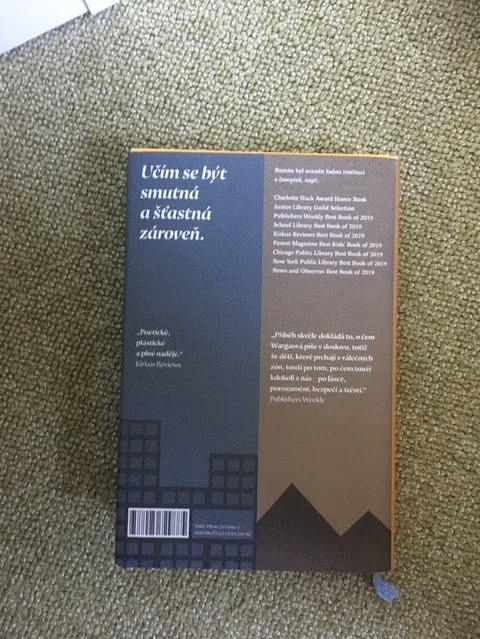 Učím se být
smutná
a šťastná
zároveň.
„Poetické,
plastické
a plné naděje.“
Kirkus Reviews
Román byl oceněn řadou institucí
a časopisů, např.:
Charlotte Huck Award Honor Book
Junior Library Guild Selection
Publishers Weekly Best Book of 2019
School Library Best Book of 2019
Kirkus Reviews Best Book of 2019
Parent Magazine Best Kids' Book of 2019
Chicago Public Library Best Book of 2019
New York Public Library Best Book of 2019
News and Observer Best Book of 2019
„Příběh skvěle dokládá to, o čem
Wargaová píše v doslovu, totiž
že děti, které prchají z válečných
zón, touží po tom, po čem touží
kdokoli z nás – po lásce,
porozumění, bezpečí a štěstí.“
Publishers Weekly
ISBN
DOPORUČENÁ CENA KČ